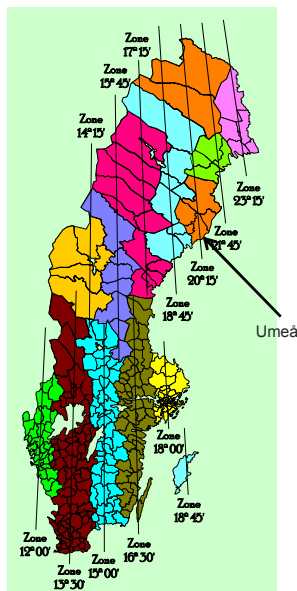 Zone
17° 15'
Zone
15° 45'
Zone
14° 15'
Zone
23° 15'
Zone
21° 45'
Zone
20° 15'
Umeå
Zone
18° 45'
Zone
18° 00'
Zone
18° 45'
Zone
12° 00'
Zone
16° 30'
Zone
15° 00'
Zone
13° 30'